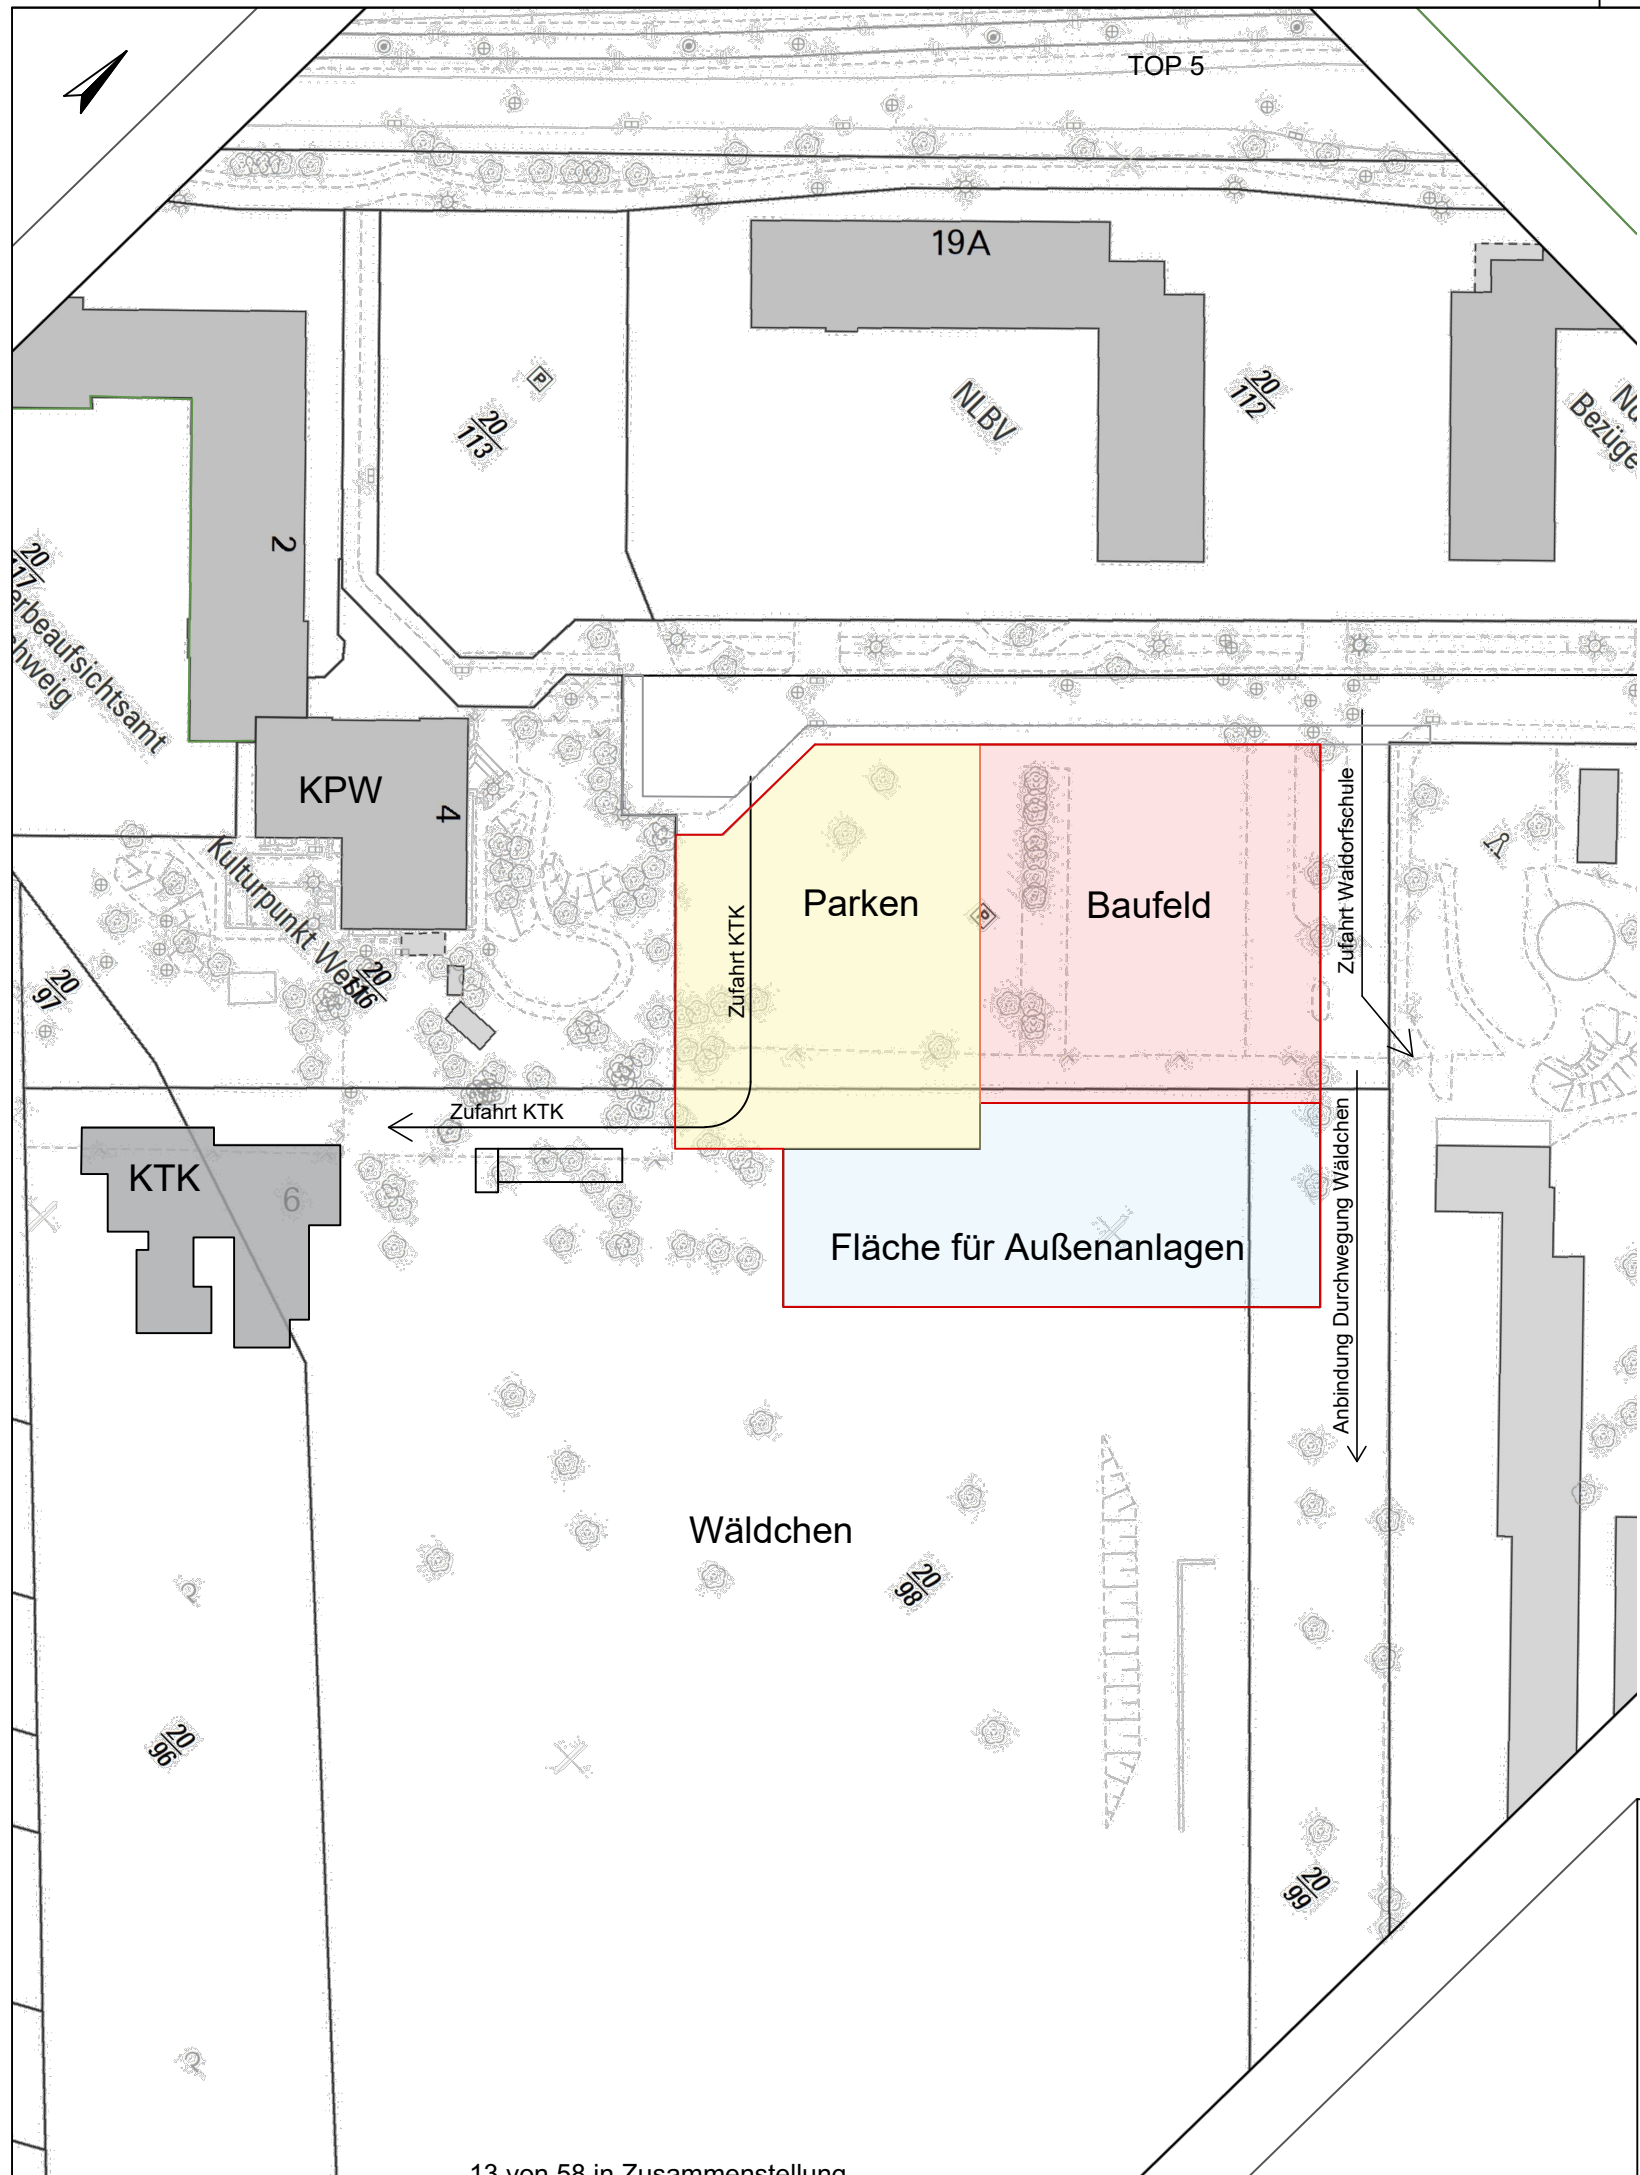 TOP 5
19A
P
20
113
NLBV
20
112
Bezüge
2
20
117
erbeaufsichtsamt
hweig
KPW
4
Kulturpunkt West
20
116
20
97
Parken
P
Baufeld
Zufahrt KTK
Zufahrt Waldorfschule
Zufahrt KTK
KTK
6
Fläche für Außenanlagen
Anbindung Durchwegung Wäldchen
Wäldchen
20
98
20
96
20
99
13 von 58 in Zusammenstellung